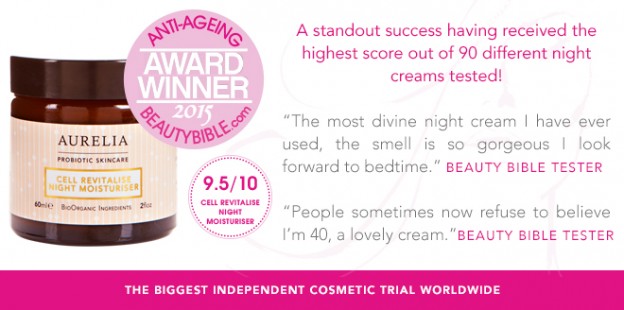 ANTI-AGEING
AWARD
WINNER
2015
BEAUTYBIBLE.com
AURELIA
PROBIOTIC SKINCARE
CELL REVITALISE
NIGHT MOISTURISER
60ml℮ BIOORGANIC INGREDIENTS 2floz
9.5/10
CELL REVITALISE
NIGHT
MOISTURISER
A standout success having received the
highest score out of 90 different night
creams tested!
“The most divine night cream I have ever
used, the smell is so gorgeous I look
forward to bedtime.” BEAUTY BIBLE TESTER
“People sometimes now refuse to believe
I’m 40, a lovely cream.”BEAUTY BIBLE TESTER
THE BIGGEST INDEPENDENT COSMETIC TRIAL WORLDWIDE